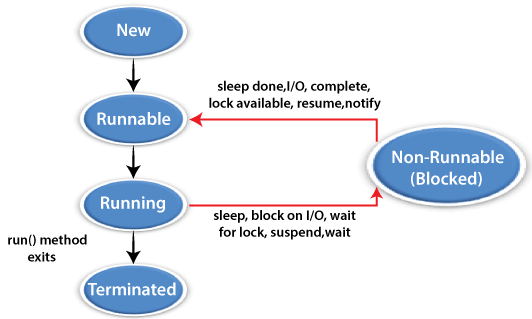 New
sleep done,I/O, complete,
lock available, resume,notify
Runnable
Non-Runnable
(Blocked)
Running
sleep, block on I/O, wait
for lock, suspend,wait
run() method
exits
Terminated